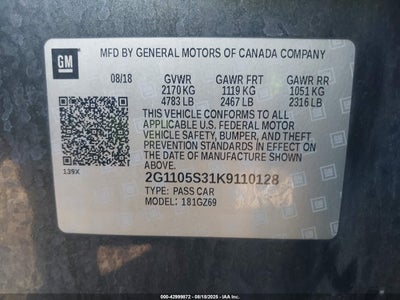 GM
MFD BY GENERAL MOTORS OF CANADA COMPANY
08/18 GVWR GAWR FRT GAWR RR
2170 KG 1119 KG 1051 KG
4783 LB 2467 LB 2316 LB
THIS VEHICLE CONFORMS TO ALL
APPLICABLE U.S. FEDERAL MOTOR
VEHICLE SAFETY, BUMPER, AND THEFT
PREVENTION STANDARDS IN EFFECT ON
THE DATE OF MANUFACTURE SHOWN
ABOVE.
139X
2G1105S31K9110128
TYPE: PASS CAR
MODEL: 181GZ69
000-42999872 - 08/18/2025 - IAAI.COM